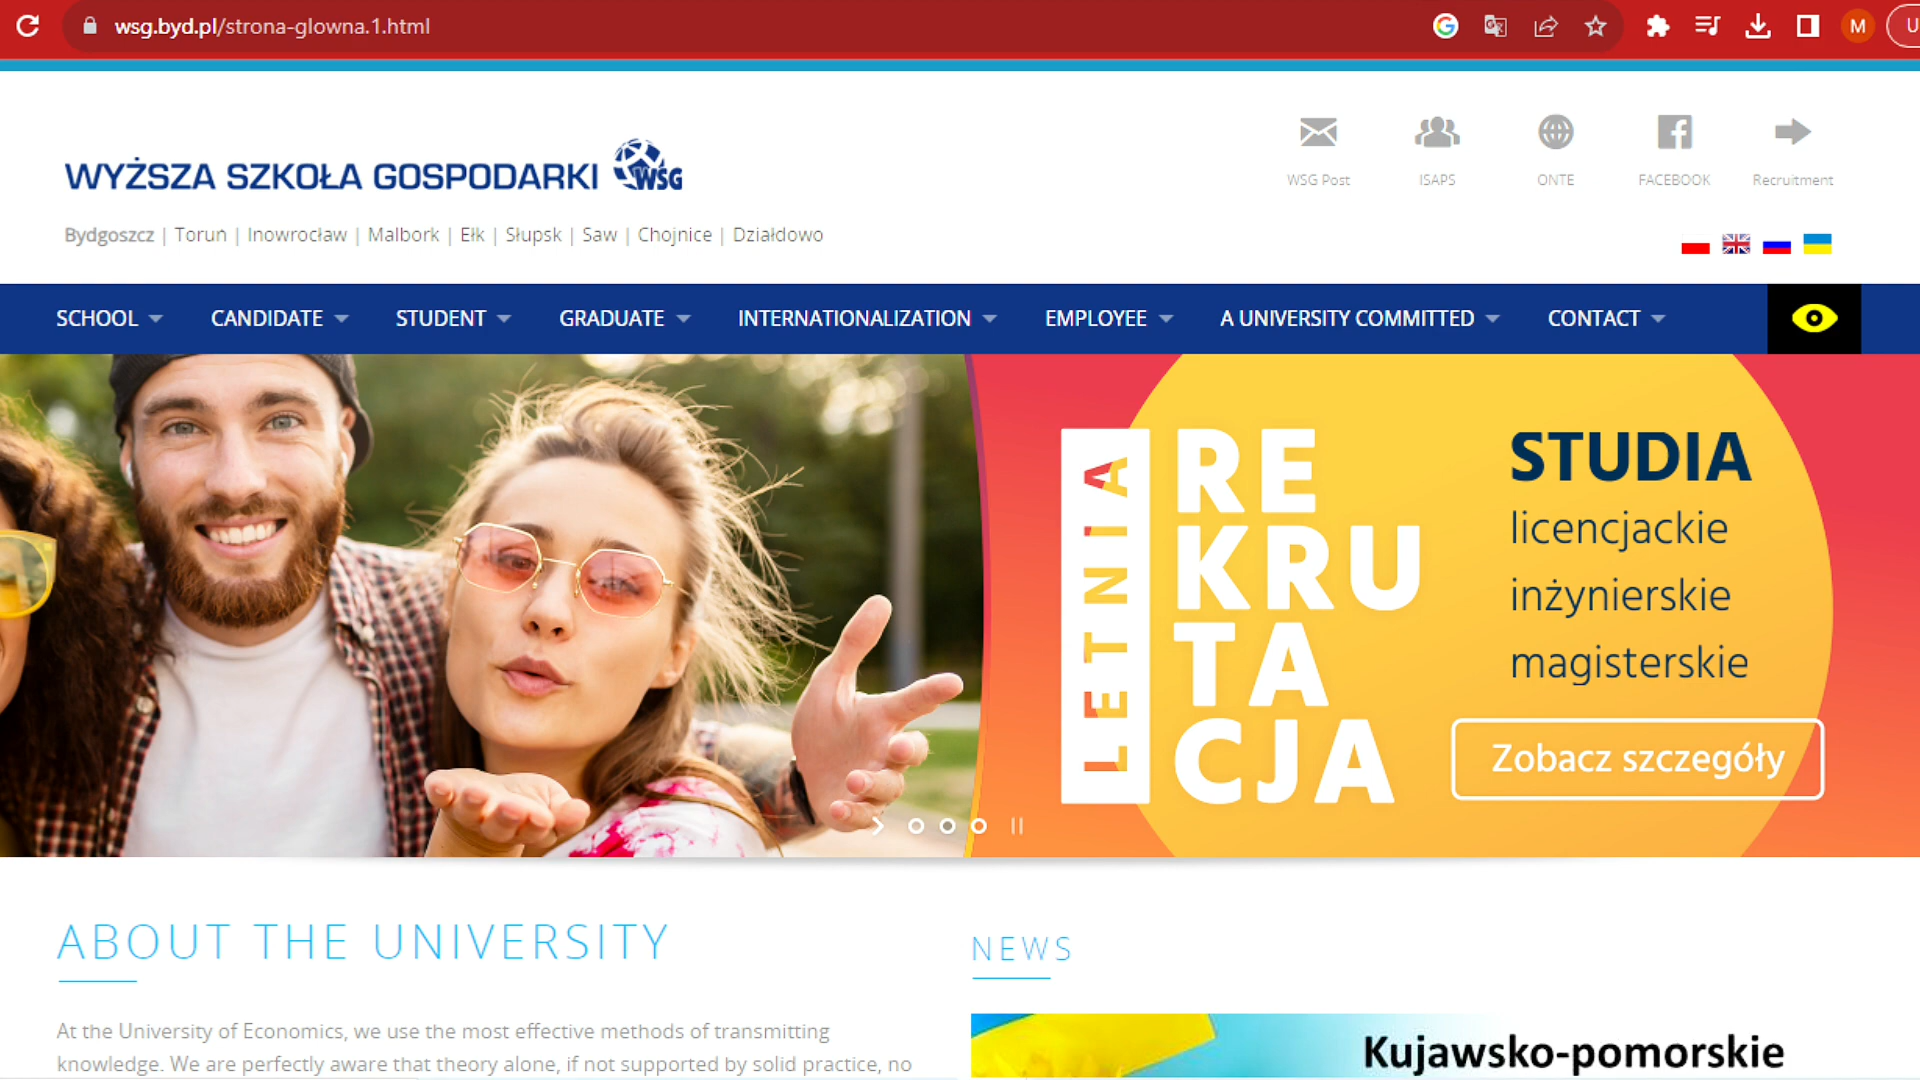 wsg.byd.pl/strona-glowna.1.html
M
U
WYŻSZA SZKOŁA GOSPODARKI WSG
WSG Post
ISAPS
ONTE
FACEBOOK
Recruitment
Bydgoszcz | Toruń | Inowrocław | Malbork | Ełk | Słupsk | Saw | Chojnice | Działdowo
SCHOOL CANDIDATE STUDENT GRADUATE INTERNATIONALIZATION EMPLOYEE A UNIVERSITY COMMITTED CONTACT
LETNIA
RE
KRU
TA
CJA
STUDIA
licencjackie
inżynierskie
magisterskie
Zobacz szczegóły
ABOUT THE UNIVERSITY
At the University of Economics, we use the most effective methods of transmitting
knowledge. We are perfectly aware that theory alone, if not supported by solid practice, no
NEWS
Kujawsko-pomorskie